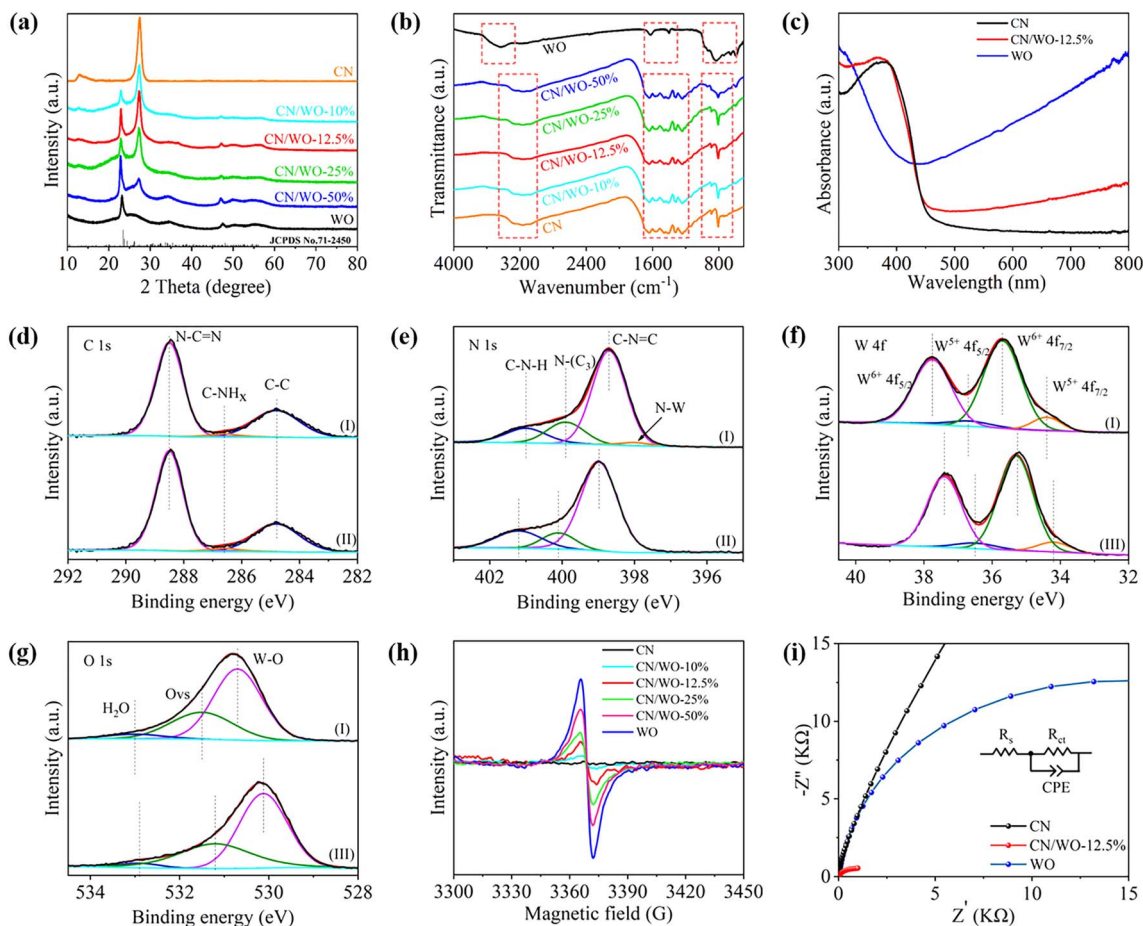 (a)
Intensity (a.u.)
CN
CN/WO-10%
CN/WO-12.5%
CN/WO-25%
CN/WO-50%
WO
JCPDS No.71-2450
10 20 30 40 50 60 70 80
2 Theta (degree)
(b)
Transmittance (a.u.)
WO
CN/WO-50%
CN/WO-25%
CN/WO-12.5%
CN/WO-10%
CN
4000 3200 2400 1600 800
Wavenumber (cm⁻¹)
(c)
Absorbance (a.u.)
CN
CN/WO-12.5%
WO
300 400 500 600 700 800
Wavelength (nm)
(d)
Intensity (a.u.)
C 1s
N-C=N
C-NHX
C-C
(I)
(II)
292 290 288 286 284 282
Binding energy (eV)
(e)
Intensity (a.u.)
N 1s
C-N=C
C-N-H
N-(C₃)
N-W
(I)
(II)
402 400 398 396
Binding energy (eV)
(f)
Intensity (a.u.)
W 4f
W⁶⁺ 4f5/2
W⁵⁺ 4f5/2
W⁶⁺ 4f7/2
W⁵⁺ 4f7/2
(I)
(III)
40 38 36 34 32
Binding energy (eV)
(g)
Intensity (a.u.)
O 1s
W-O
Ovs
H₂O
(I)
(III)
534 532 530 528
Binding energy (eV)
(h)
Intensity (a.u.)
CN
CN/WO-10%
CN/WO-12.5%
CN/WO-25%
CN/WO-50%
WO
3300 3330 3360 3390 3420 3450
Magnetic field (G)
(i)
-Z'' (KΩ)
15
10
5
0
Rs
Rct
CPE
CN
CN/WO-12.5%
WO
0 5 10 15
Z' (KΩ)